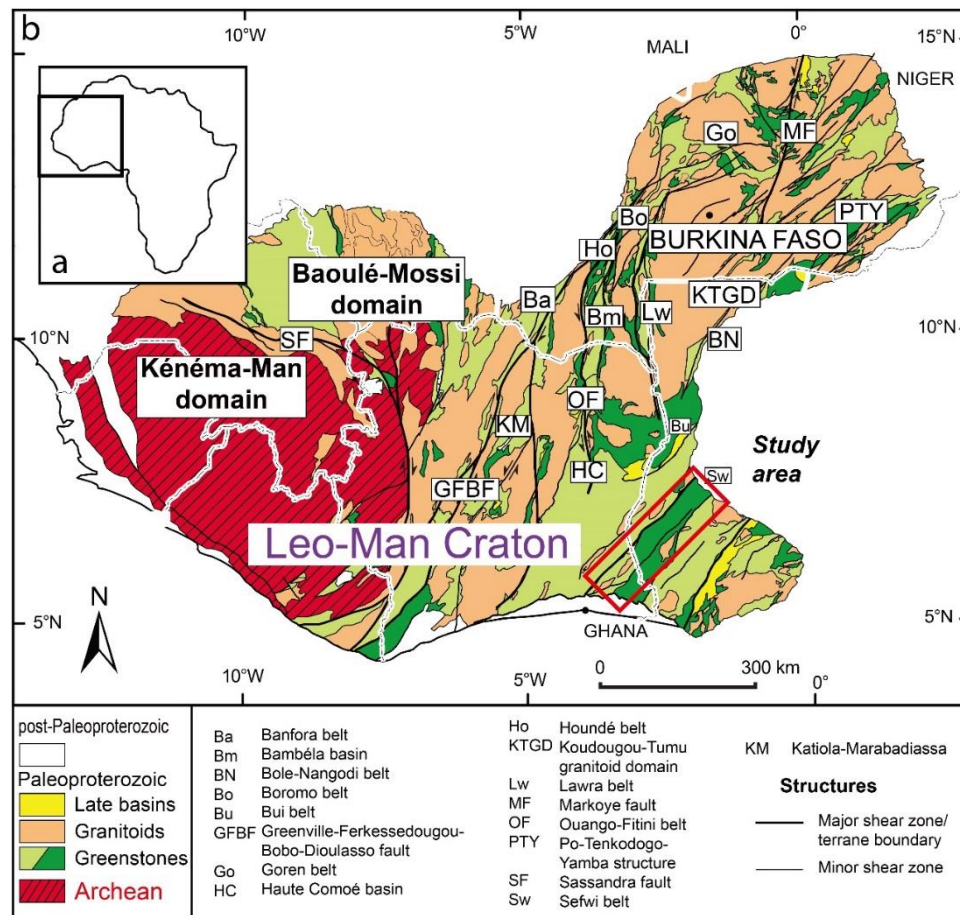 b
10°W
5°W
0°
15°N
MALI
NIGER
Go
MF
a
Bo
PTY
Ho
BURKINA FASO
Baoulé-Mossi
domain
Ba
Bm
Lw
KTGD
10°N
SF
BN
10°N
Kénéma-Man
domain
OF
KM
Bu
Study
area
HC
Sw
GFBF
Leo-Man Craton
N
5°N
GHANA
5°N
0
300 km
10°W
5°W
0°
post-Paleoproterozoic
Paleoproterozoic
Late basins
Granitoids
Greenstones
Archean
Ba Banfora belt
Bm Bambéla basin
BN Bole-Nangodi belt
Bo Boromo belt
Bu Bui belt
GFBF Greenville-Ferkessedougou-
Bobo-Dioulasso fault
Go Goren belt
HC Haute Comoé basin
Ho Houndé belt
KTGD Koudougou-Tumu
granitoid domain
Lw Lawra belt
MF Markoye fault
OF Ouango-Fitini belt
PTY Po-Tenkodogo-
Yamba structure
SF Sassandra fault
Sw Sefwi belt
KM Katiola-Marabadiassa
Structures
Major shear zone/
terrane boundary
Minor shear zone